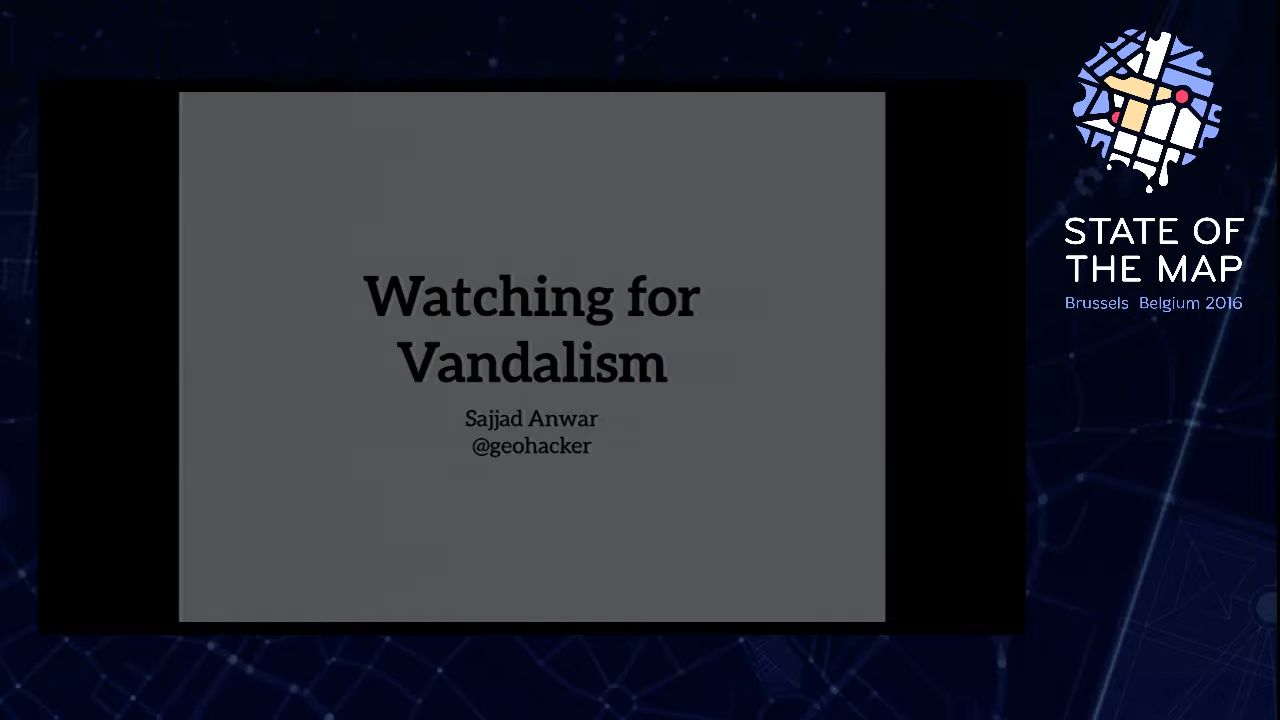 Watching for
Vandalism
Sajjad Anwar
@geohacker
STATE OF
THE MAP
Brussels Belgium 2016